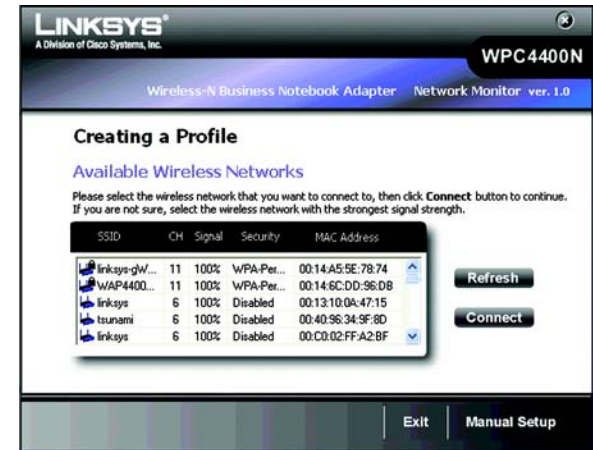 LINKSYS®
A Division of Cisco Systems, Inc.
WPC4400N
Wireless-N Business Notebook Adapter Network Monitor ver. 1.0
Creating a Profile
Available Wireless Networks
Please select the wireless network that you want to connect to, then click Connect button to continue.
If you are not sure, select the wireless network with the strongest signal strength.
SSID CH Signal Security MAC Address
linksys-gW... 11 100% WPA-Per... 00:14:A5:5E:78:74
WAP4400... 11 100% WPA-Per... 00:14:6C:DD:96:DB
linksys 6 100% Disabled 00:13:10:0A:47:15
tsunami 6 100% Disabled 00:40:96:34:9F:8D
linksys 6 100% Disabled 00:C0:02:FF:A2:BF
Refresh
Connect
Exit Manual Setup